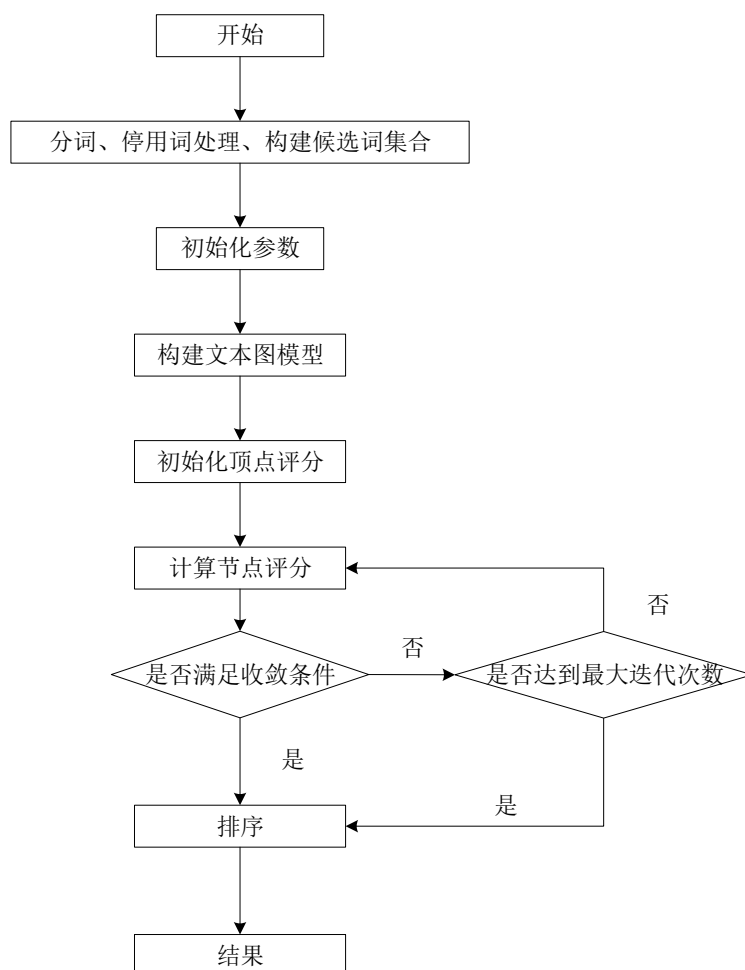 开始
分词、停用词处理、构建候选词集合
初始化参数
构建文本图模型
初始化顶点评分
计算节点评分
否
否
是否满足收敛条件
是否达到最大迭代次数
是
是
排序
结果